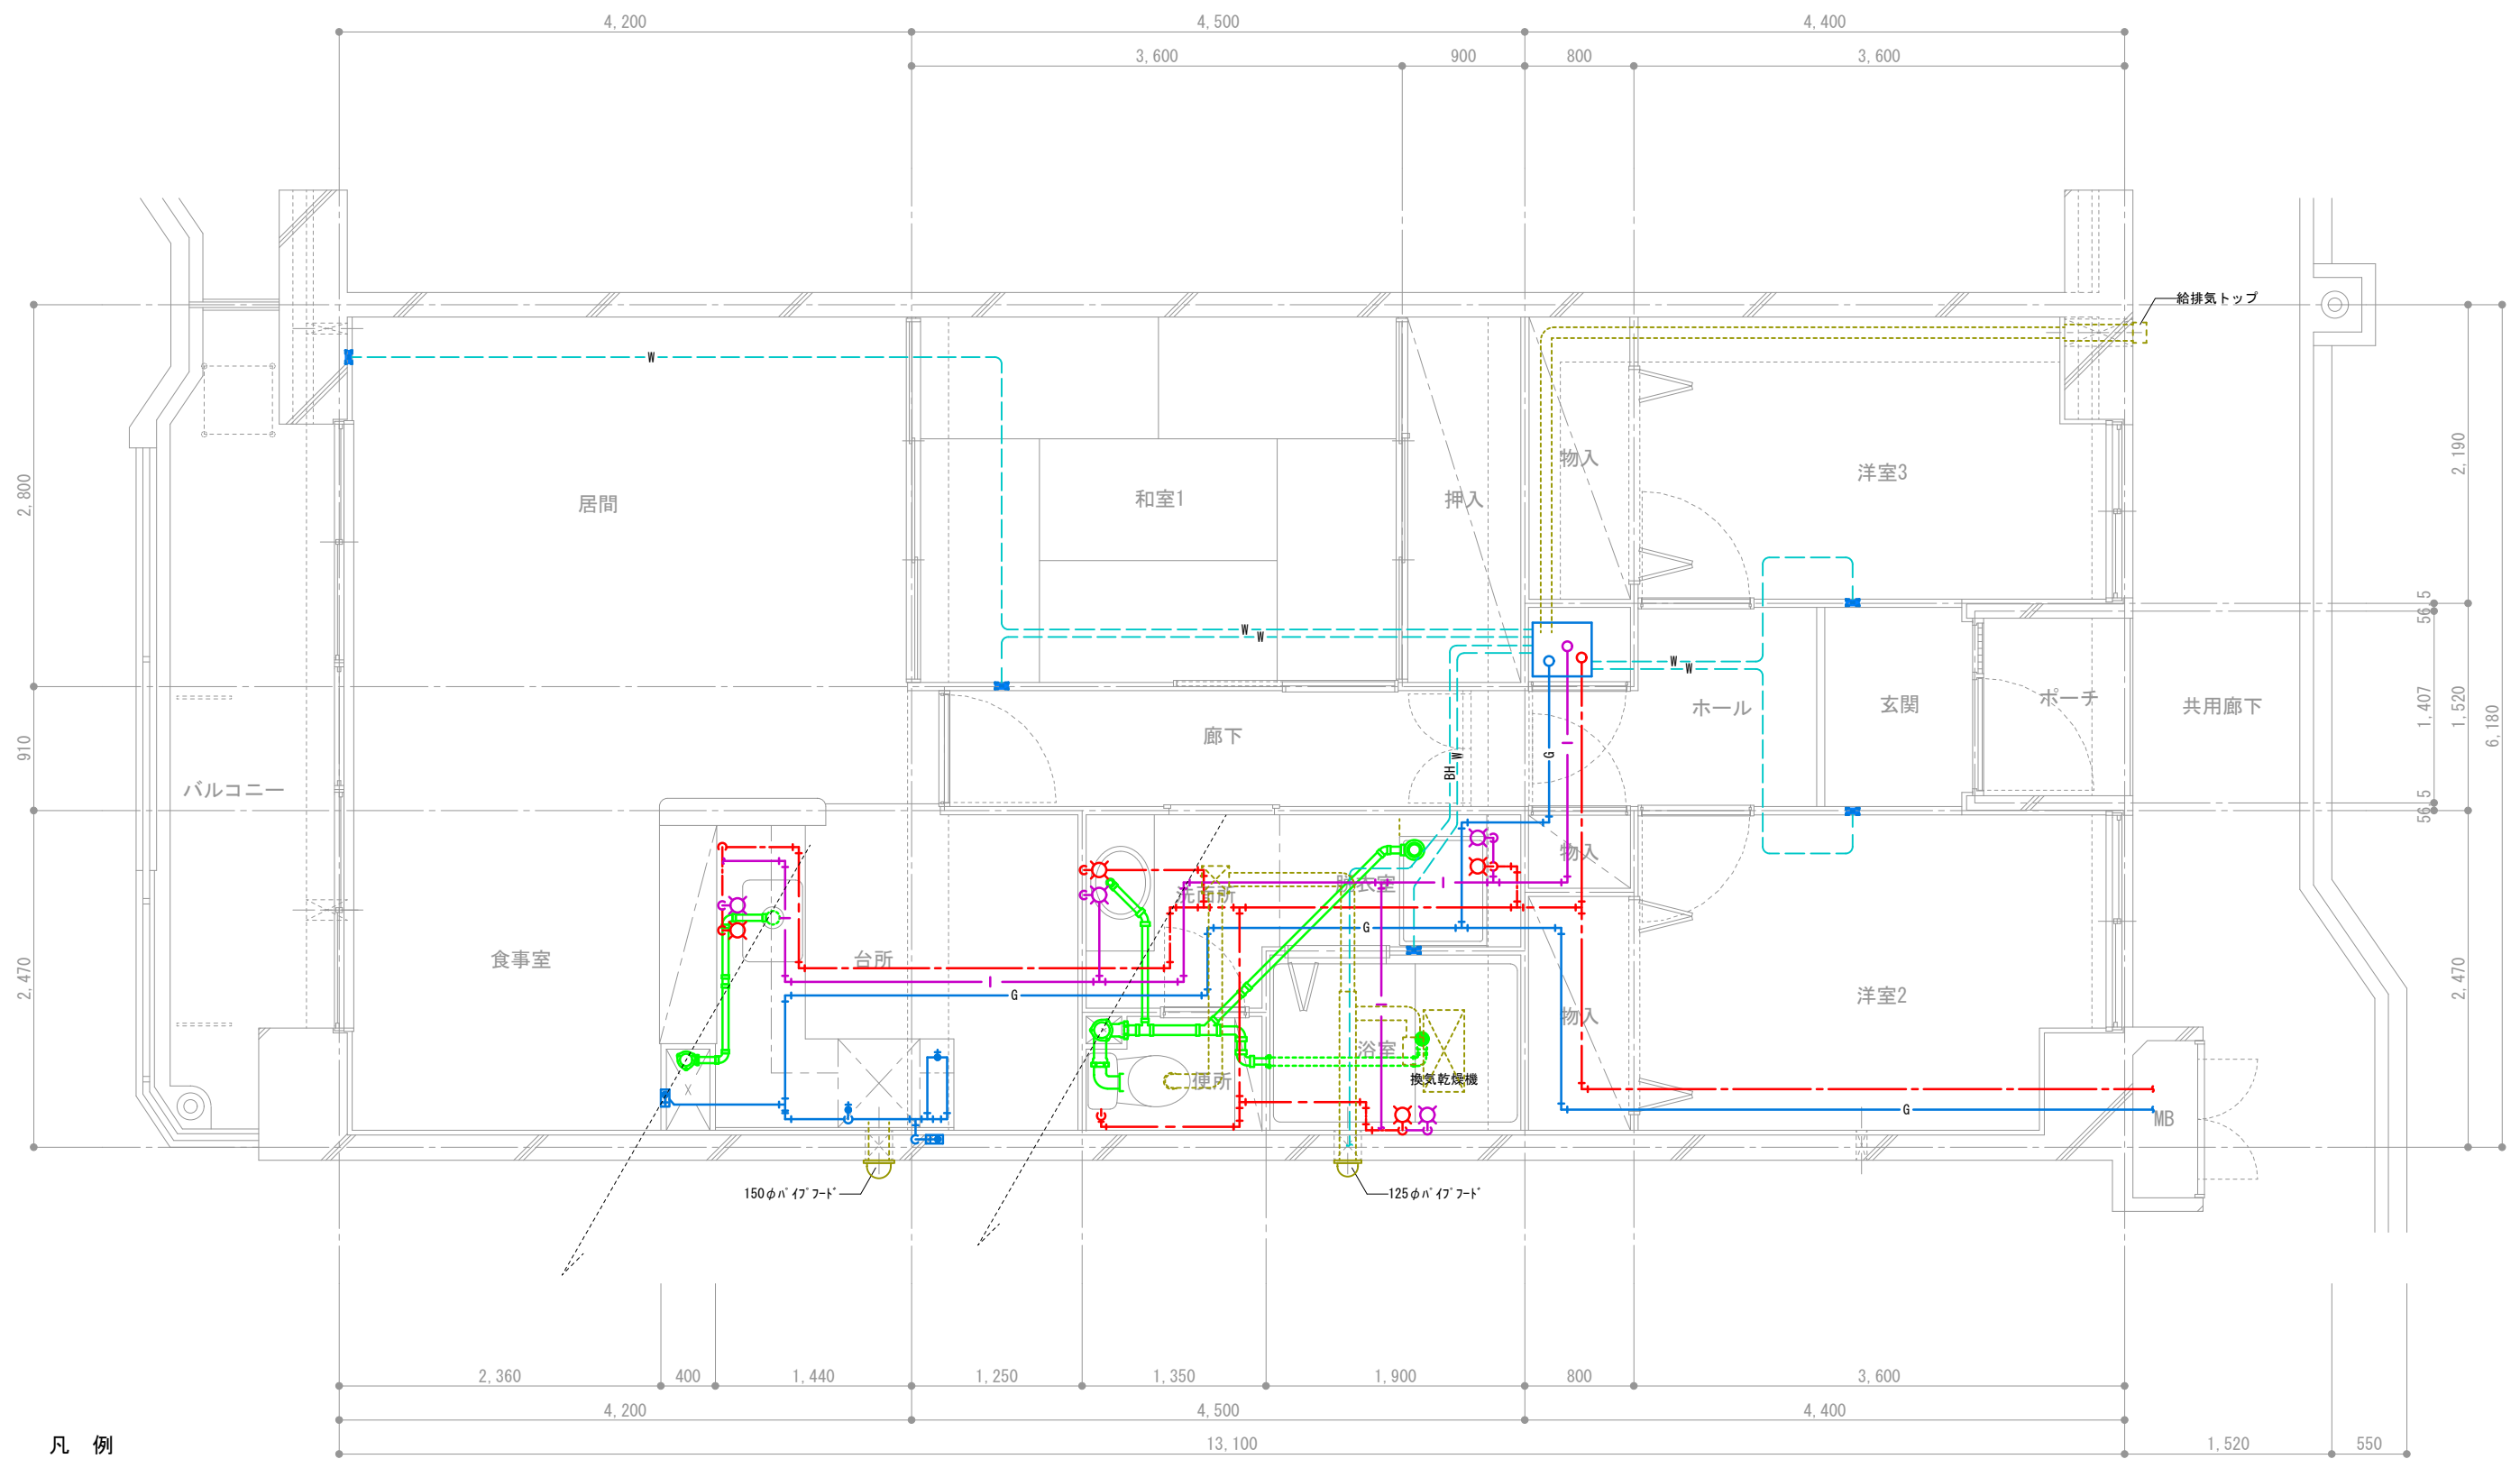 4,200
4,500
4,400
3,600
900
800
3,600
給排気トップ
W
2,800
2,190
物入
洋室3
居間
和室1
押入
56.5
W
W
W
W
910
バルコニー
廊下
ホール
玄関
ポーチ
共用廊下
1,407
1,520
6,180
BH
W
G
I
56.5
物入
洗面所
脱衣室
I
G
食事室
台所
I
G
2,470
2,470
洋室2
物入
浴室
換気乾燥機
便所
I
G
MB
150φパイプフード
125φパイプフード
2,360
400
1,440
1,250
1,350
1,900
800
3,600
4,200
4,500
4,400
凡 例
13,100
1,520
550